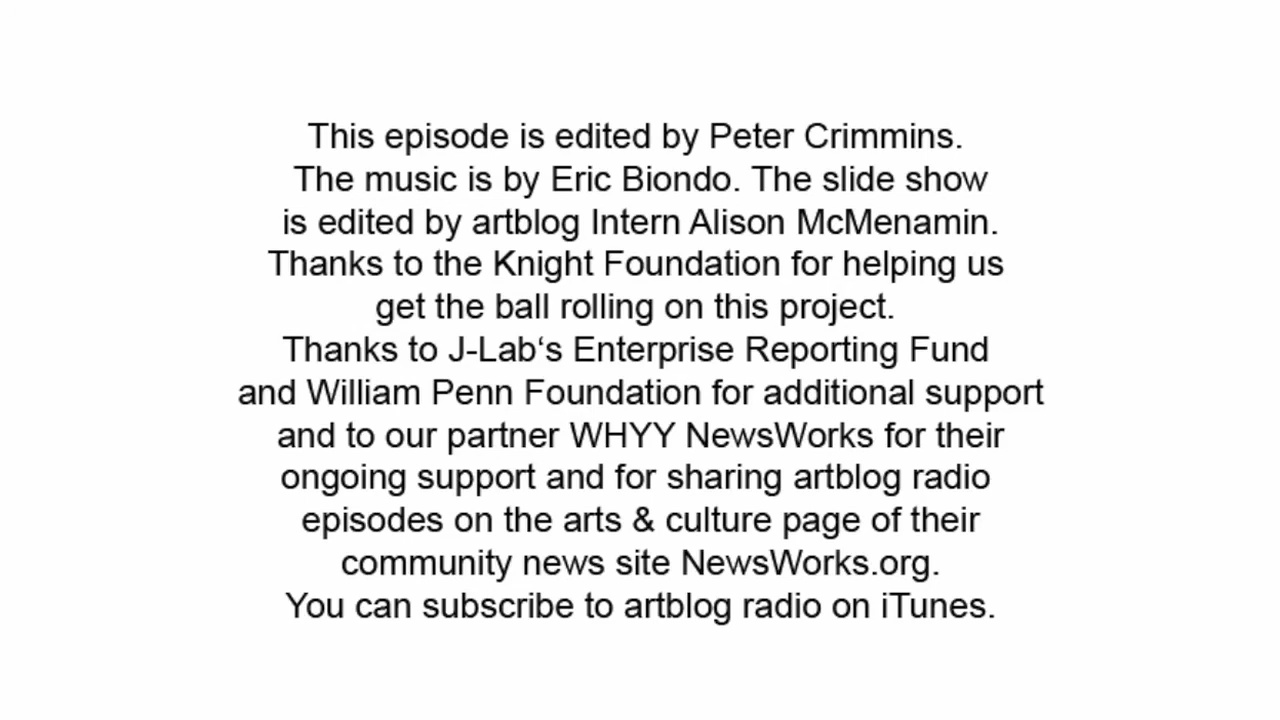 This episode is edited by Peter Crimmins.
The music is by Eric Biondo. The slide show
is edited by artblog Intern Alison McMenamin.
Thanks to the Knight Foundation for helping us
get the ball rolling on this project.
Thanks to J-Lab‘s Enterprise Reporting Fund
and William Penn Foundation for additional support
and to our partner WHYY NewsWorks for their
ongoing support and for sharing artblog radio
episodes on the arts & culture page of their
community news site NewsWorks.org.
You can subscribe to artblog radio on iTunes.